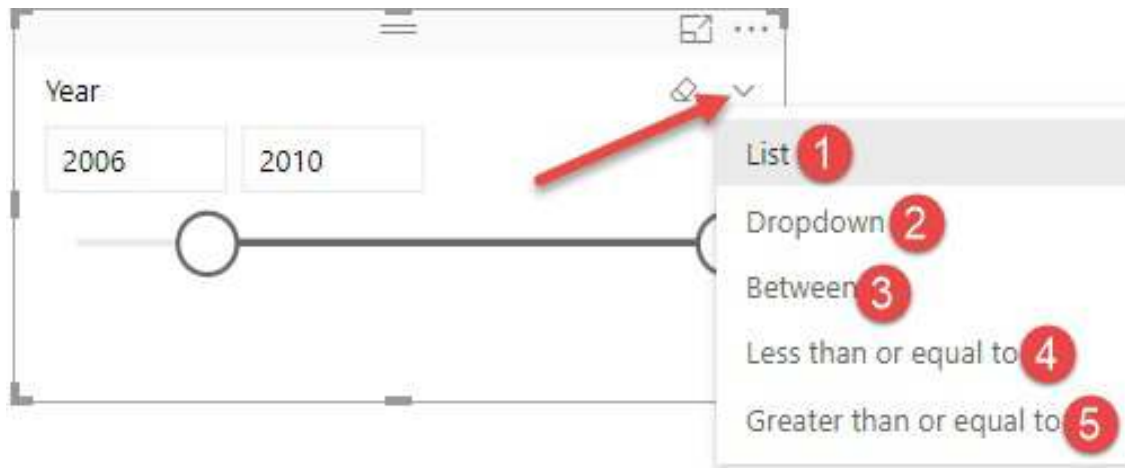 Year
2006 2010
List 1
Dropdown 2
Between 3
Less than or equal to 4
Greater than or equal to 5